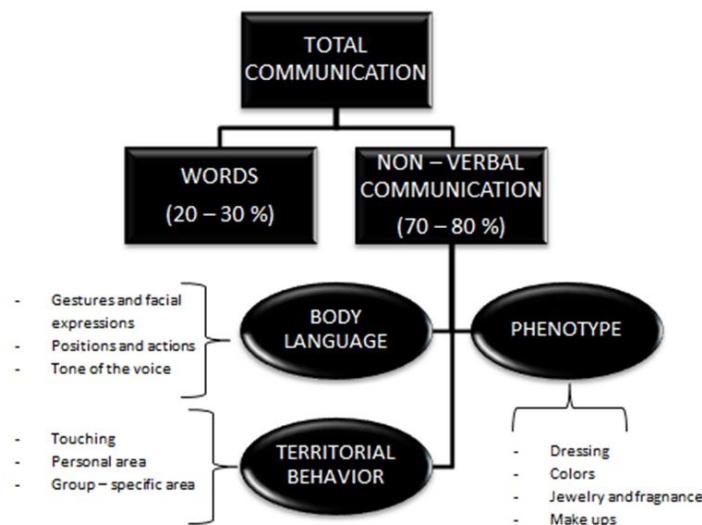 TOTAL
COMMUNICATION
WORDS
(20 – 30 %)
NON – VERBAL
COMMUNICATION
(70 – 80 %)
- Gestures and facial
expressions
- Positions and actions
- Tone of the voice
BODY
LANGUAGE
PHENOTYPE
- Touching
- Personal area
- Group – specific area
TERRITORIAL
BEHAVIOR
- Dressing
- Colors
- Jewelry and fragnance
- Make ups